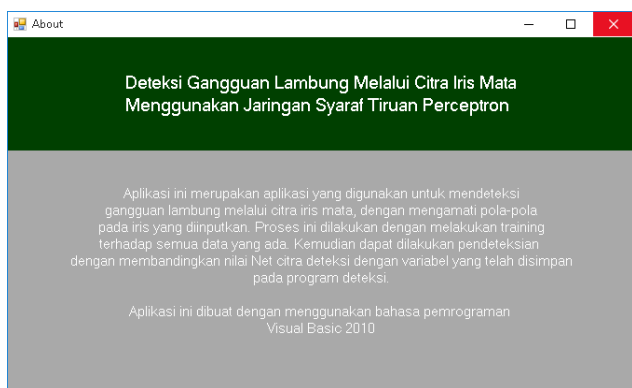 About
Deteksi Gangguan Lambung Melalui Citra Iris Mata
Menggunakan Jaringan Syaraf Tiruan Perceptron
Aplikasi ini merupakan aplikasi yang digunakan untuk mendeteksi
gangguan lambung melalui citra iris mata, dengan mengamati pola-pola
pada iris yang diinputkan. Proses ini dilakukan dengan melakukan training
terhadap semua data yang ada. Kemudian dapat dilakukan pendeteksian
dengan membandingkan nilai Net citra deteksi dengan variabel yang telah disimpan
pada program deteksi.
Aplikasi ini dibuat dengan menggunakan bahasa pemrograman
Visual Basic 2010